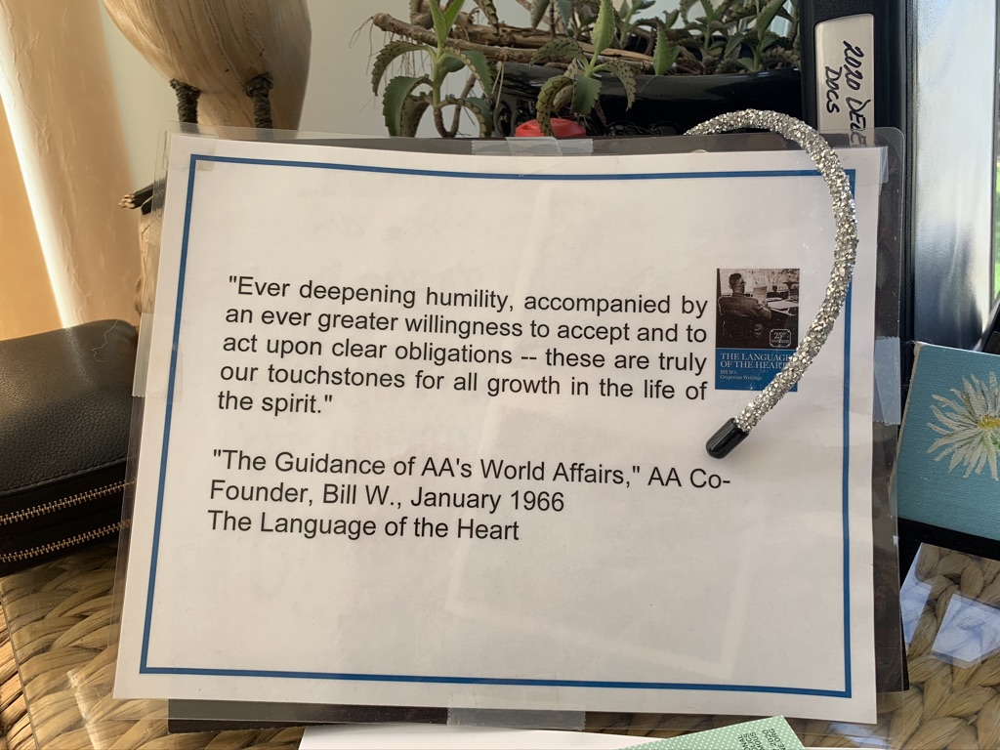 2020 DELE
DOCS
"Ever deepening humility, accompanied by
an ever greater willingness to accept and to
act upon clear obligations -- these are truly
our touchstones for all growth in the life of
the spirit."
THE LANGUAGE
OF THE HEART
Bill W.'s
Grapevine Writings
"The Guidance of AA's World Affairs," AA Co-
Founder, Bill W., January 1966
The Language of the Heart